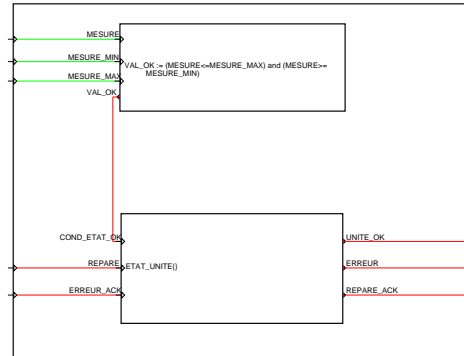 MESURE
MESURE_MIN
VAL_OK := (MESURE<=MESURE_MAX) and (MESURE>=
MESURE_MIN)
MESURE_MAX
VAL_OK
COND_ETAT_OK
UNITE_OK
REPARE
ETAT_UNITE()
ERREUR
ERREUR_ACK
REPARE_ACK